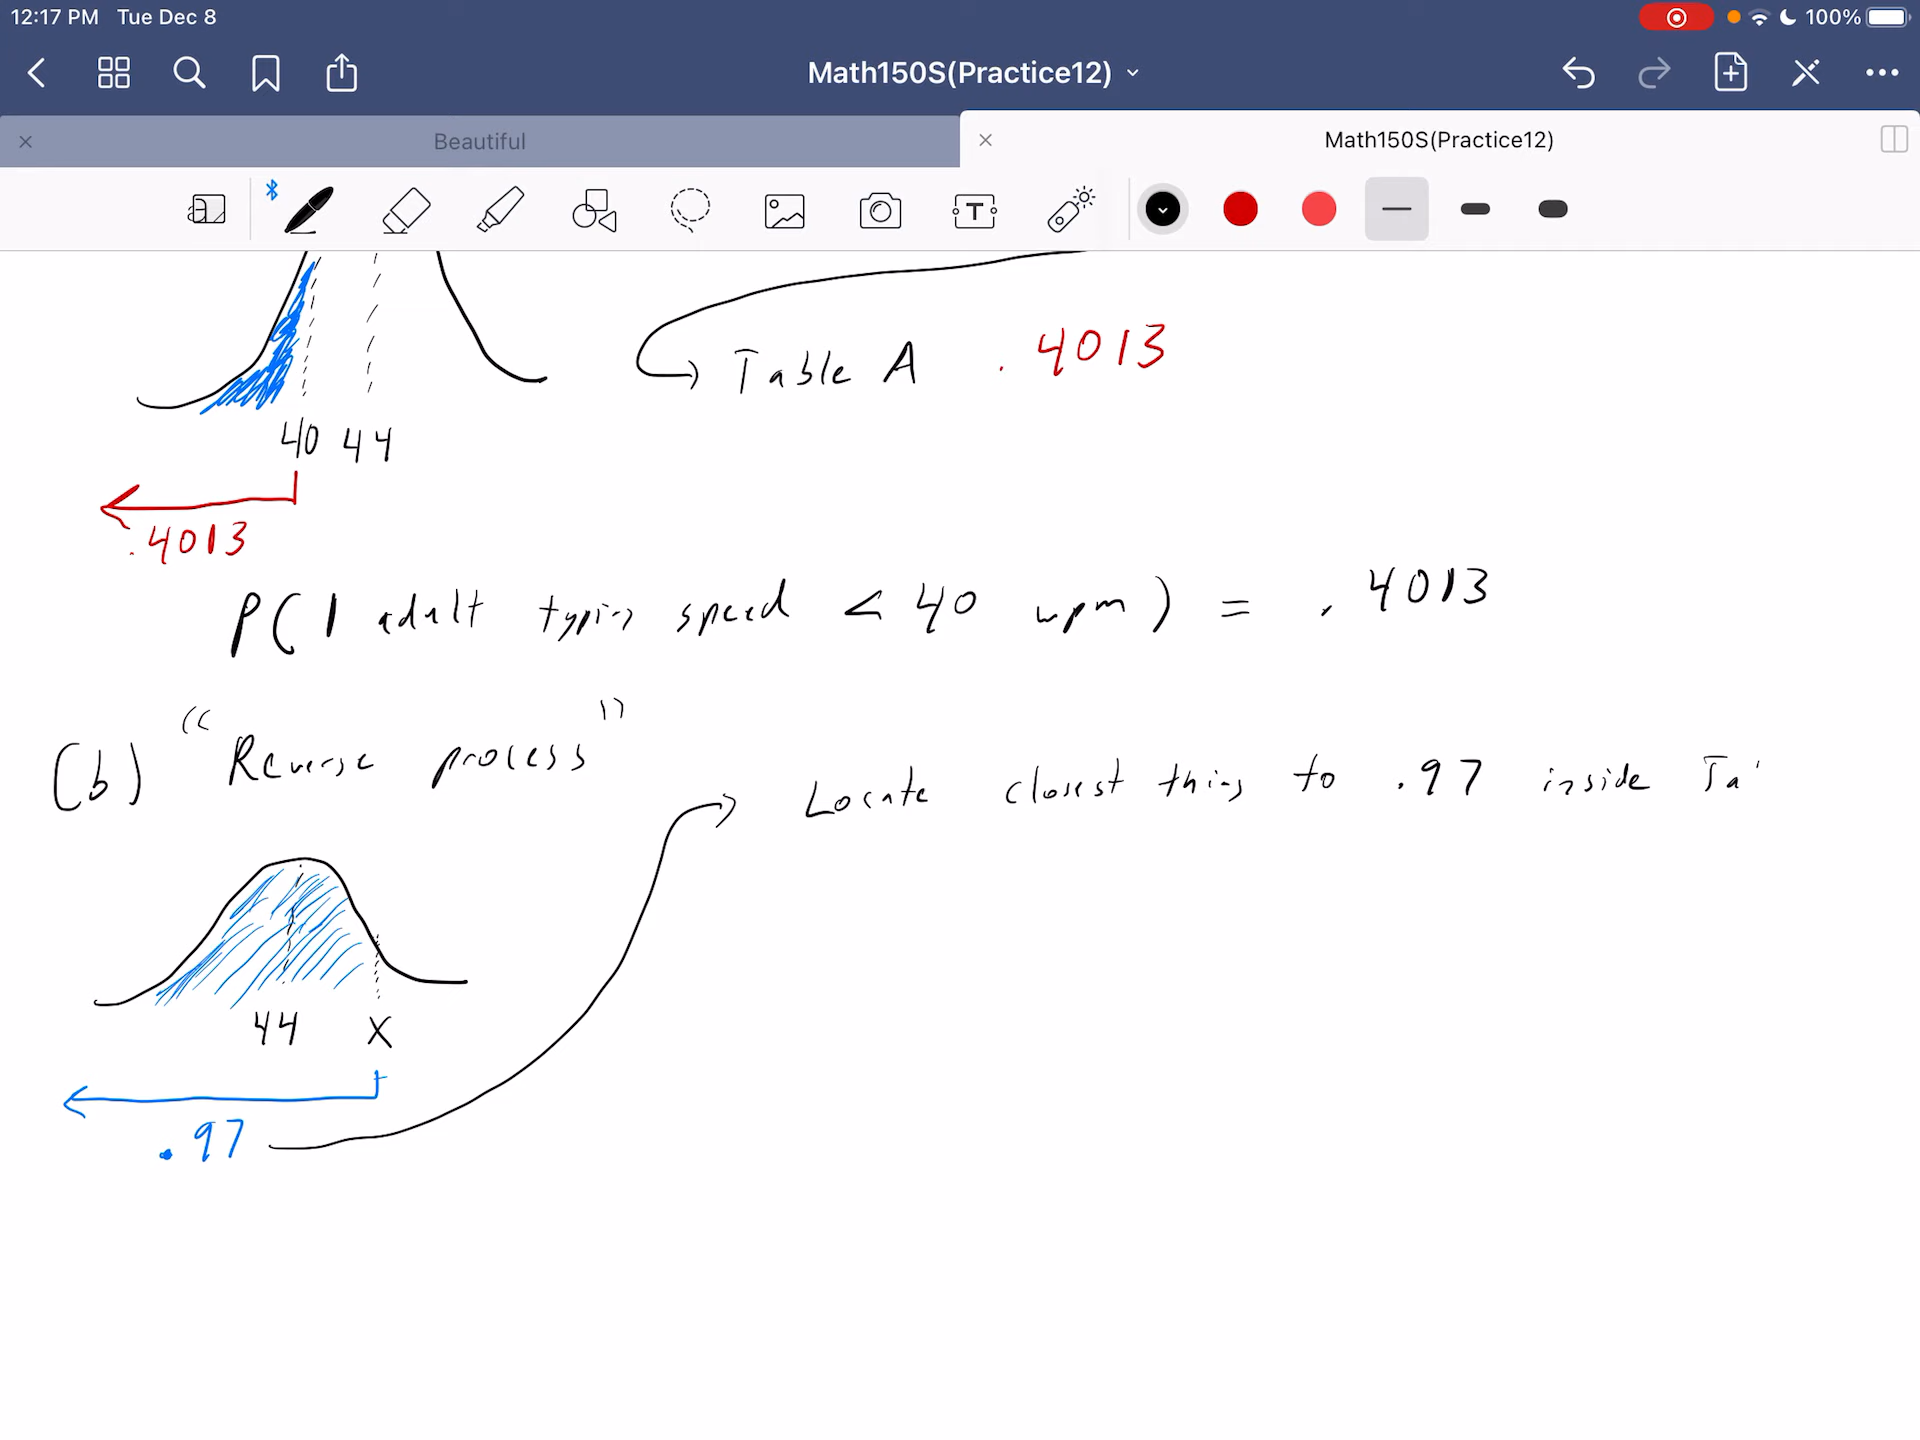 12:17 PM Tue Dec 8
100%
Math150S(Practice12)
Beautiful
Math150S(Practice12)
Table A .4013
40 44
.4013
P(1 adult typing speed < 40 wpm) = .4013
(b) "Reverse process"
Locate closest thing to .97 inside Ta
44 X
.97